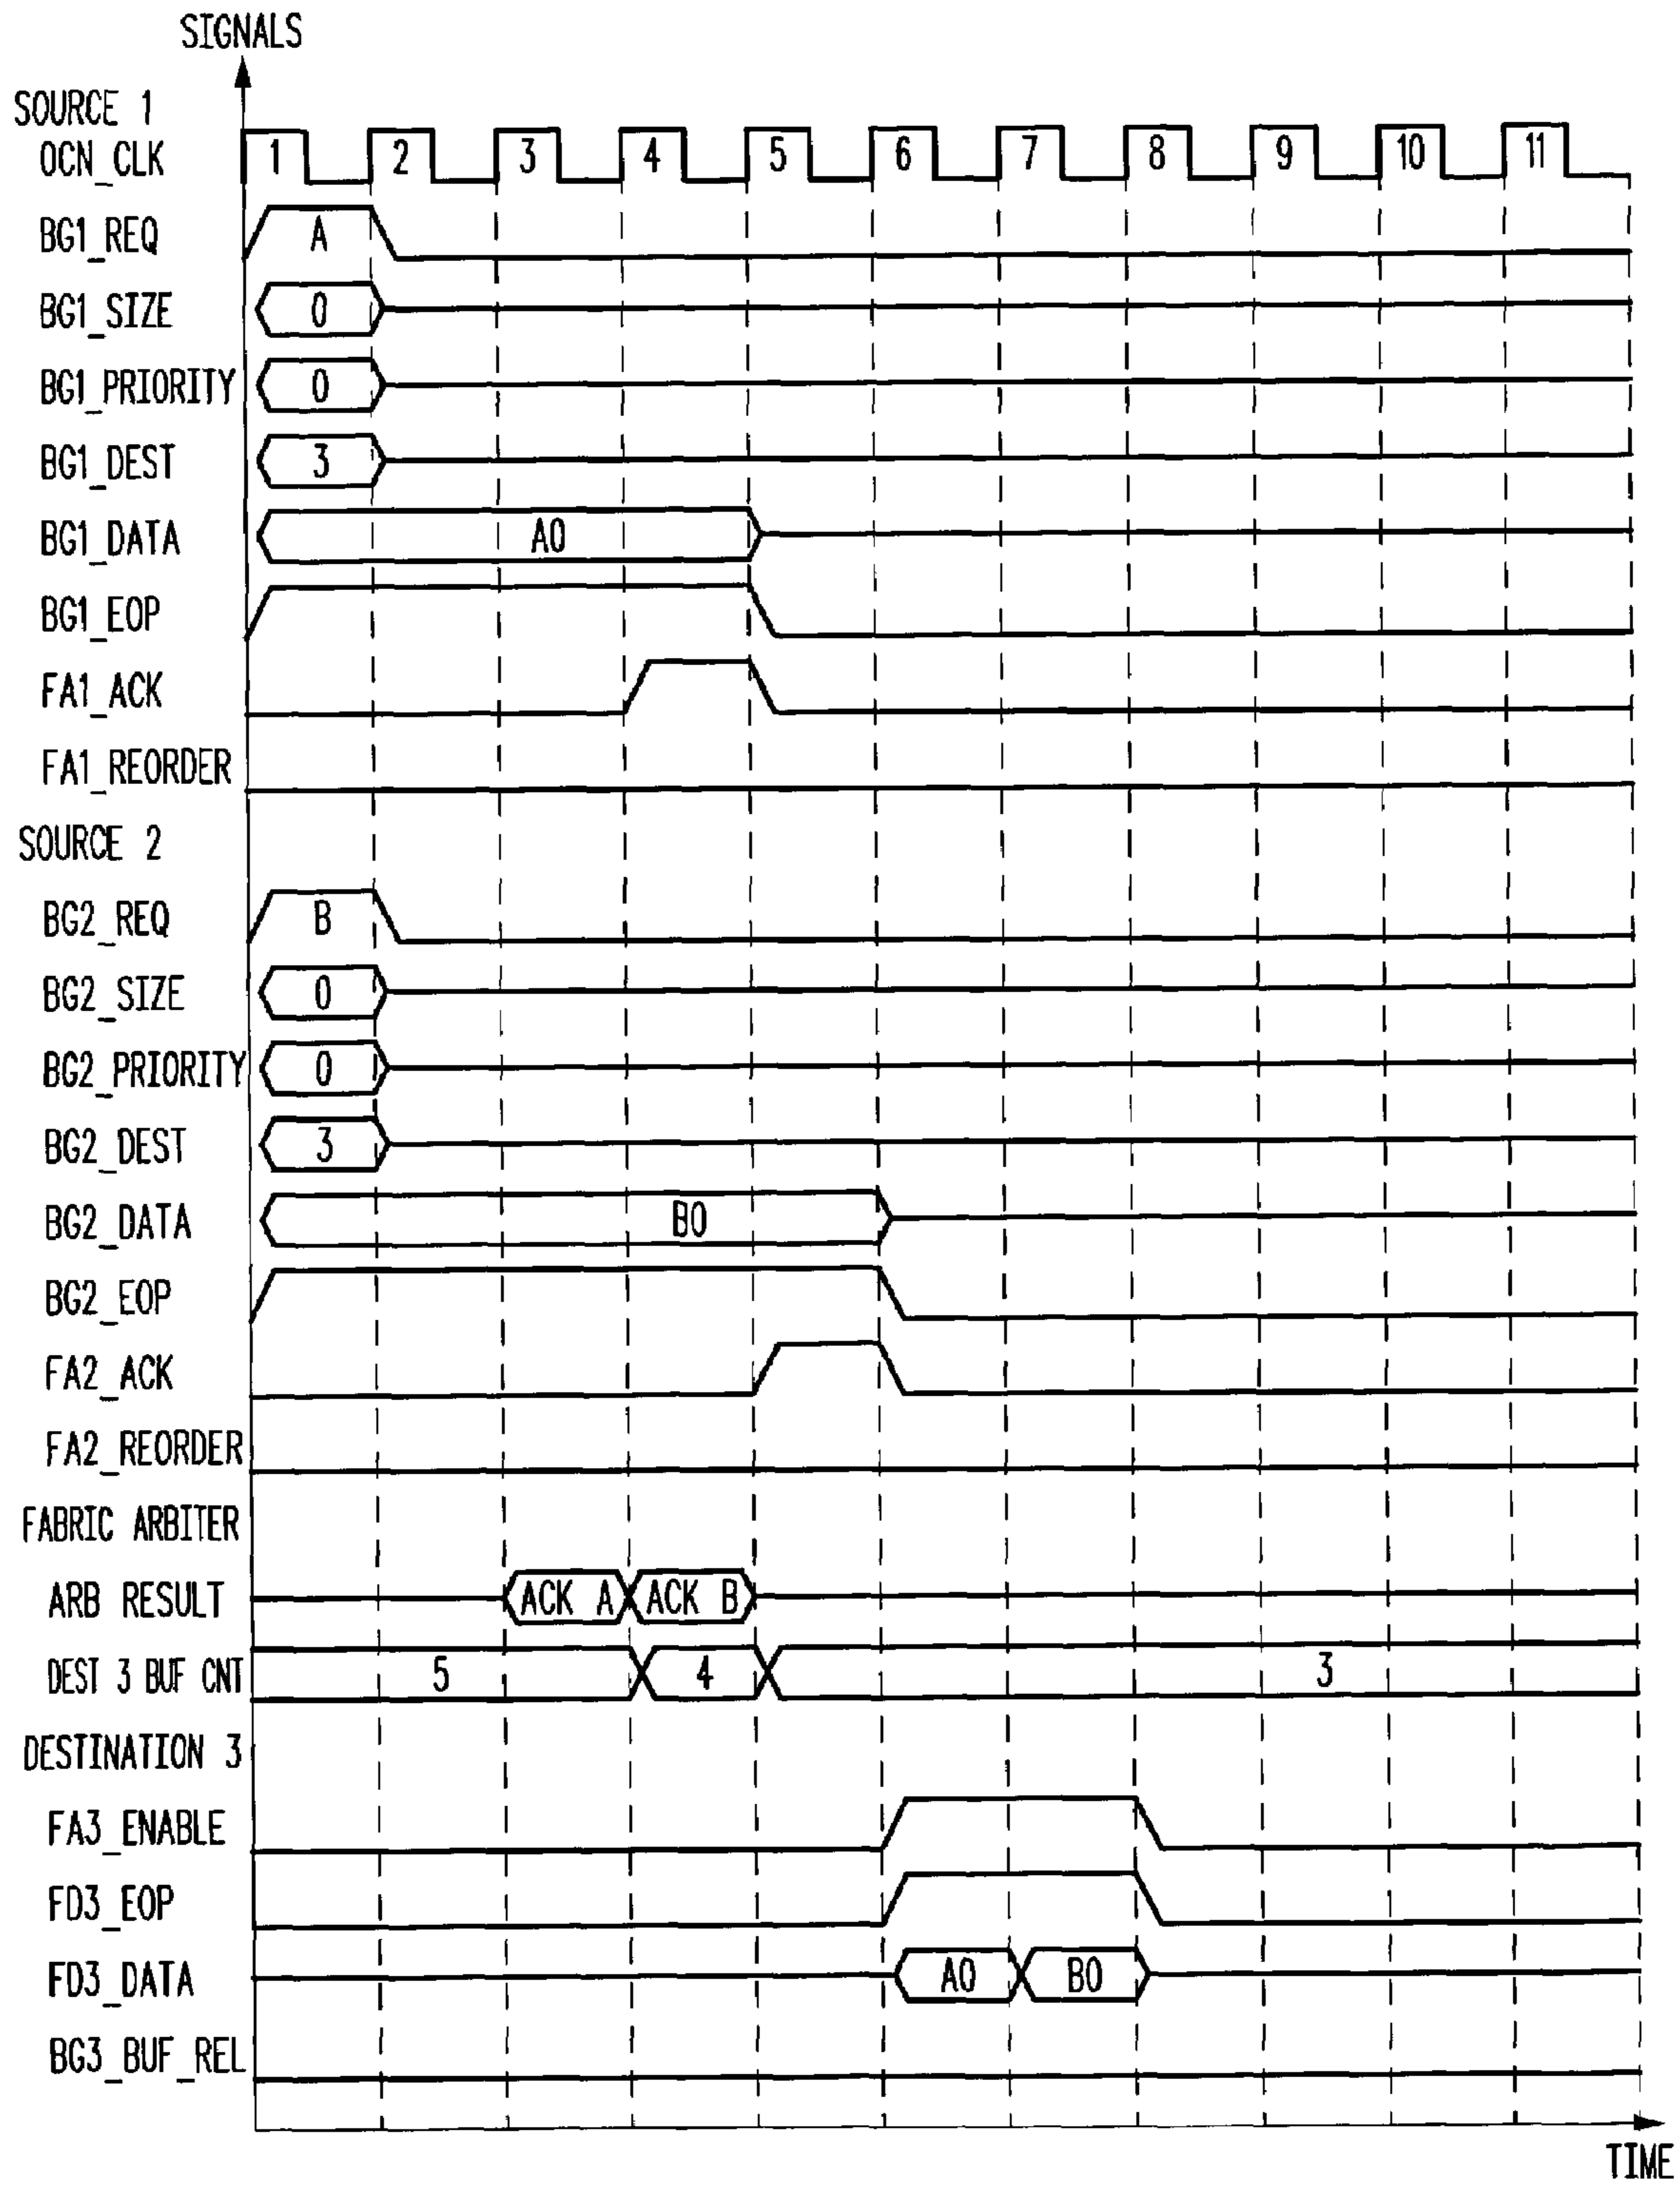 SIGNALS
SOURCE 1
OCN_CLK 1 2 3 4 5 6 7 8 9 10 11
BG1_REQ A
BG1_SIZE 0
BG1_PRIORITY 0
BG1_DEST 3
BG1_DATA A0
BG1_EOP
FA1_ACK
FA1_REORDER
SOURCE 2
BG2_REQ B
BG2_SIZE 0
BG2_PRIORITY 0
BG2_DEST 3
BG2_DATA B0
BG2_EOP
FA2_ACK
FA2_REORDER
FABRIC ARBITER
ARB RESULT ACK A ACK B
DEST 3 BUF CNT 5 4 3
DESTINATION 3
FA3_ENABLE
FD3_EOP
FD3_DATA A0 B0
BG3_BUF_REL
TIME